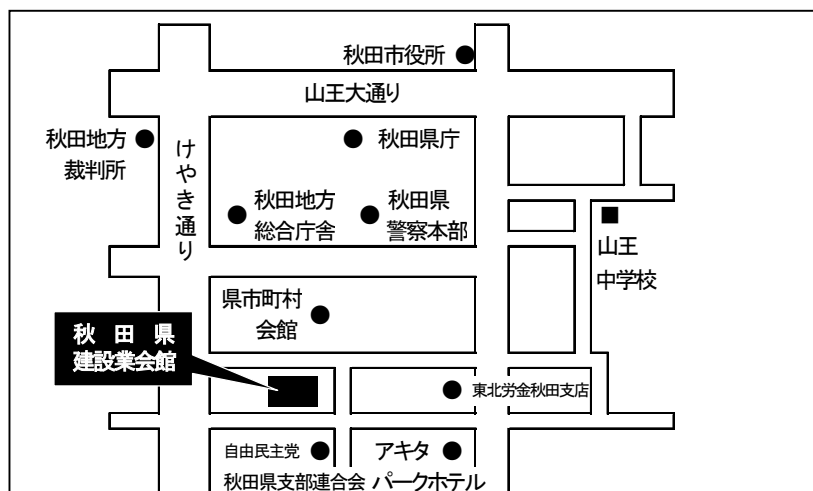 秋田市役所
山王大通り
秋田地方
裁判所
けやき通り
秋田県庁
秋田地方
総合庁舎
秋田県
警察本部
山王
中学校
県市町村
会館
秋田県
建設業会館
東北労金秋田支店
自由民主党
秋田県支部連合会
アキタ
パークホテル